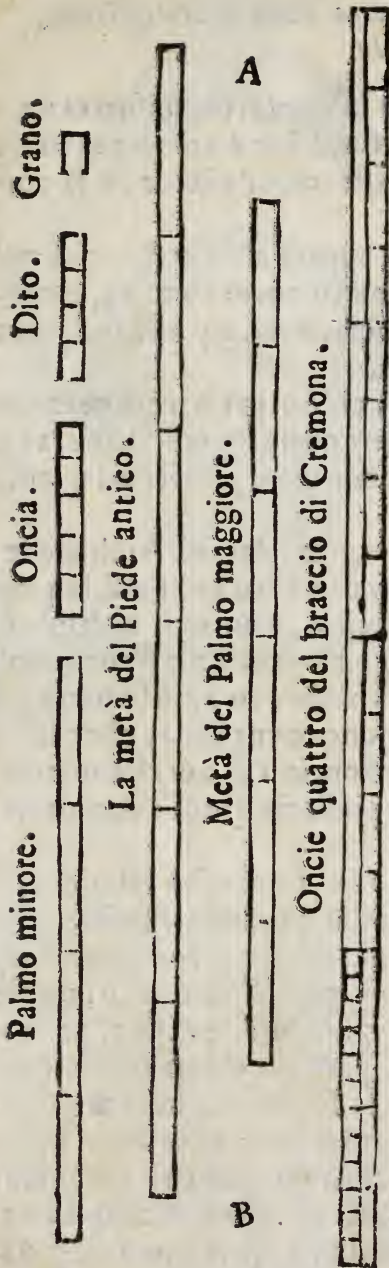 Palmo minore.
Oncia.
Dito.
Grano.
La metà del Piede antico.
A
Metà del Palmo maggiore.
B
Oncie quattro del Braccio di Cremona.